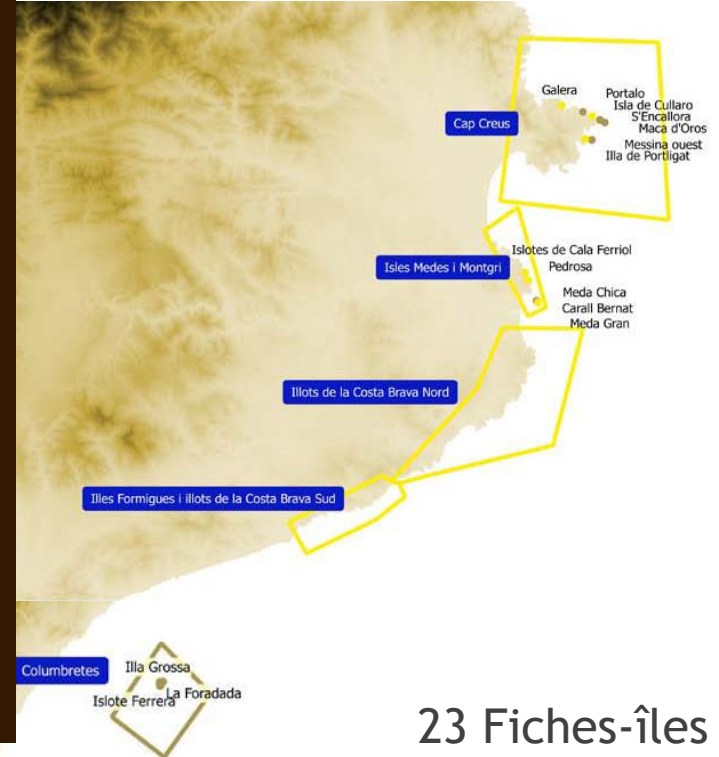 Galera
Portalo
Isla de Cullaro
S'Encallora
Maca d'Oros
Cap Creus
Messina ouest
Illa de Portligat
Islotes de Cala Ferriol
Isles Medes i Montgri
Pedrosa
Meda Chica
Carall Bernat
Meda Gran
Illots de la Costa Brava Nord
Illes Formigues i illots de la Costa Brava Sud
Columbretes
Illa Grossa
La Foradada
Islote Ferrera
23 Fiches-îles